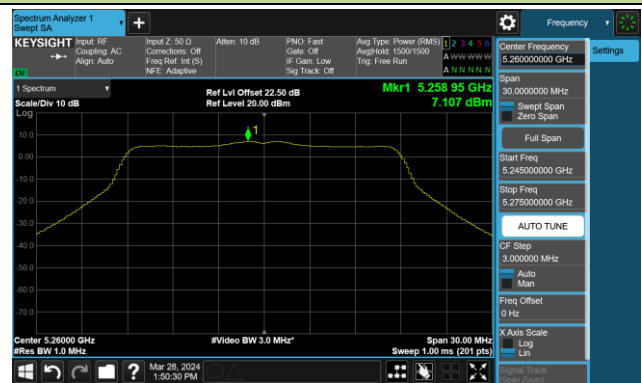 Spectrum Analyzer 1
Swept SA
Frequency
KEYSIGHT
Input: RF
Coupling: AC
Align: Auto
Input Z: 50 Ω
Corrections: Off
Freq Ref: Int (S)
NFE: Adaptive
Atten: 10 dB
PNO: Fast
Gate: Off
IF Gain: Low
Sig Track: Off
Avg Type: Power (RMS)
Avg|Hold: 1500/1500
Trig: Free Run
1 2 3 4 5 6
A W W W W W
A N N N N N
LW
1 Spectrum
Scale/Div 10 dB
Log
Ref Lvl Offset 22.50 dB
Ref Level 20.00 dBm
Mkr1 5.258 95 GHz
7.107 dBm
1
10.0
0.00
-10.0
-20.0
-30.0
-40.0
-50.0
-60.0
-70.0
Center 5.26000 GHz
#Res BW 1.0 MHz
#Video BW 3.0 MHz*
Span 30.00 MHz
Sweep 1.00 ms (201 pts)
Center Frequency
5.260000000 GHz
Settings
Span
30.0000000 MHz
Swept Span
Zero Span
Full Span
Start Freq
5.245000000 GHz
Stop Freq
5.275000000 GHz
AUTO TUNE
CF Step
3.000000 MHz
Auto
Man
Freq Offset
0 Hz
X Axis Scale
Log
Lin
Signal Track
(Span Zoom)
Mar 28, 2024
1:50:30 PM